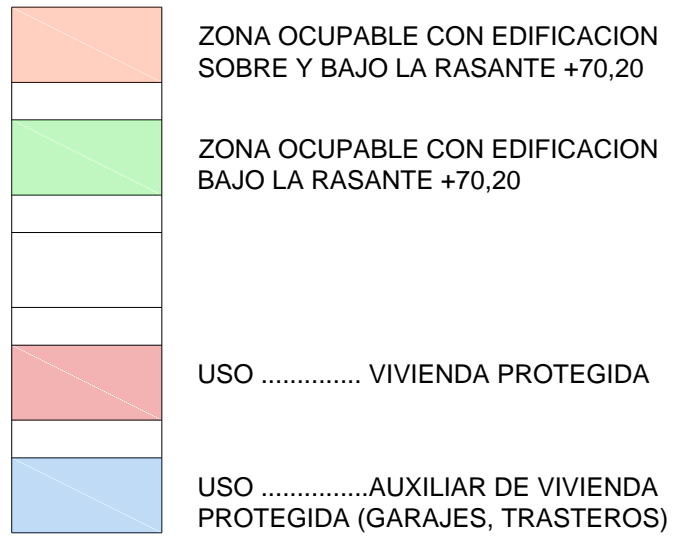 ZONA OCUPABLE CON EDIFICACION
SOBRE Y BAJO LA RASANTE +70,20
ZONA OCUPABLE CON EDIFICACION
BAJO LA RASANTE +70,20
USO .............. VIVIENDA PROTEGIDA
USO ...............AUXILIAR DE VIVIENDA
PROTEGIDA (GARAJES, TRASTEROS)